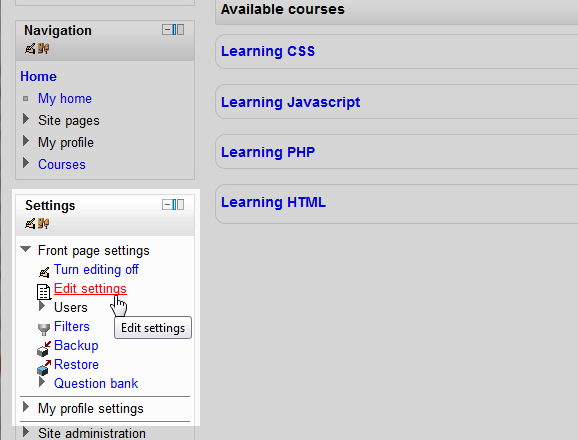 Navigation
Home
My home
Site pages
My profile
Courses
Settings
Front page settings
Turn editing off
Edit settings
Users
Edit settings
Filters
Backup
Restore
Question bank
My profile settings
Site administration
Available courses
Learning CSS
Learning Javascript
Learning PHP
Learning HTML